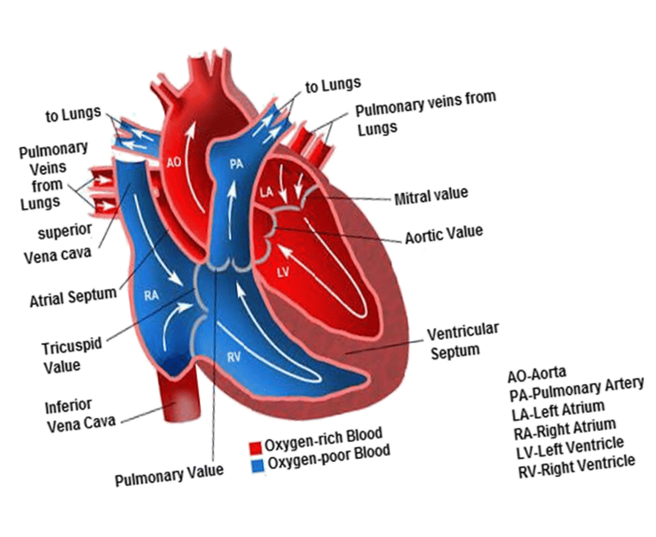 to Lungs
to Lungs
Pulmonary veins from
Lungs
Pulmonary
Veins
from
Lungs
AO
PA
LA
Mitral value
superior
Vena cava
Aortic Value
LV
Atrial Septum
RA
Tricuspid
Value
RV
Ventricular
Septum
Inferior
Vena Cava
Pulmonary Value
Oxygen-rich Blood
Oxygen-poor Blood
AO-Aorta
PA-Pulmonary Artery
LA-Left Atrium
RA-Right Atrium
LV-Left Ventricle
RV-Right Ventricle